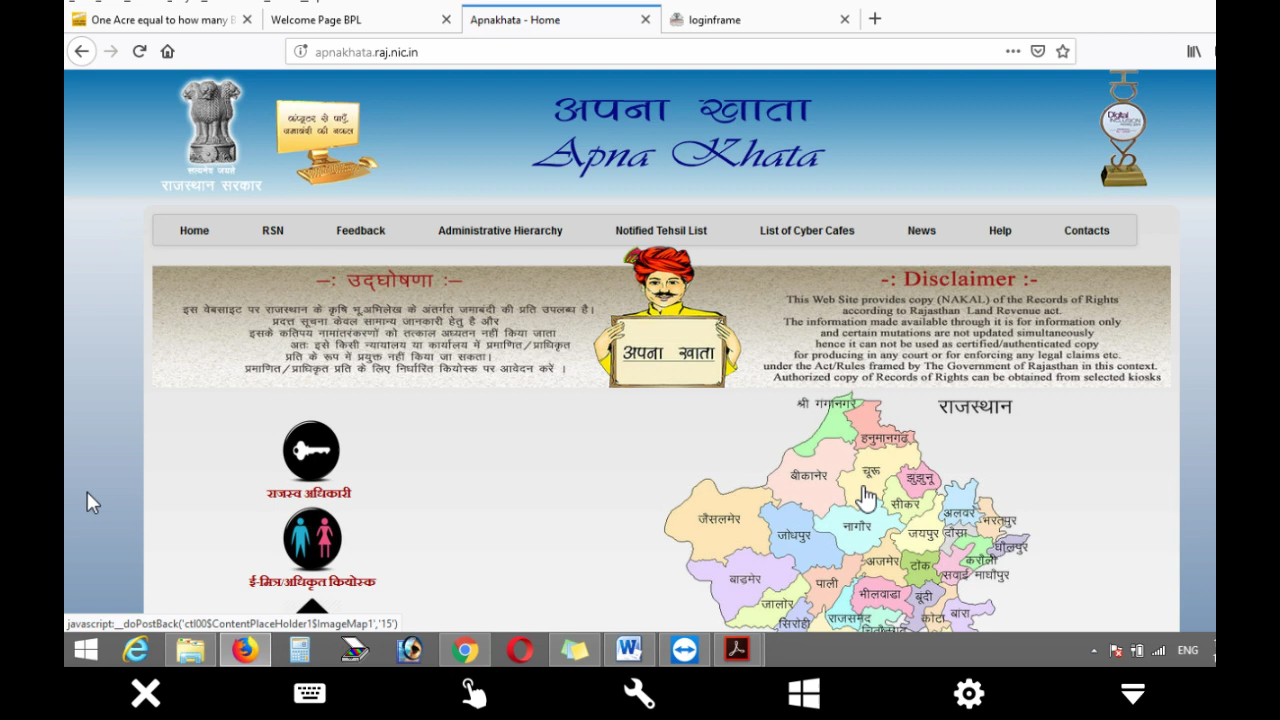 One Acre equal to how many B
Welcome Page BPL
Apnakhata - Home
loginframe
apnakhata.raj.nic.in
कंप्यूटर से पाएँ,
जमाबंदी की नकल
सत्यमेव जयते
राजस्थान सरकार
अपना खाता
Apna Khata
Digital
Home
RSN
Feedback
Administrative Hierarchy
Notified Tehsil List
List of Cyber Cafes
News
Help
Contacts
–: उद्घोषणा :–
इस वेबसाइट पर राजस्थान के कृषि भू.अभिलेख के अंतर्गत जमाबंदी की प्रति उपलब्ध है।
प्रदत्त सूचना केवल सामान्य जानकारी हेतु है और
इसके कतिपय नामांतरकरणों को तत्काल अध्यतन नहीं किया जाता
अतः इसे किसी न्यायालय या कार्यालय में प्रमाणित/प्राधिकृत
प्रति के रूप में प्रयुक्त नहीं किया जा सकता।
प्रमाणित/प्राधिकृत प्रति के लिए निर्धारित कियोस्क पर आवेदन करें ।
अपना खाता
-: Disclaimer :-
This Web Site provides copy (NAKAL) of the Records of Rights
according to Rajasthan Land Revenue act.
The information made available through it is for information only
and certain mutations are not updated simultaneously
hence it can not be used as certified/authenticated copy
for producing in any court or for enforcing any legal claims etc.
under the Act/Rules framed by The Government of Rajasthan in this context.
Authorized copy of Records of Rights can be obtained from selected kiosks
राजस्व अधिकारी
ई-मित्र/अधिकृत कियोस्क
राजस्थान
श्री गंगानगर
हनुमानगढ़
बीकानेर
चूरू
झुझुनू
सीकर
अलवर
भरतपुर
जैसलमेर
जोधपुर
नागौर
जयपुर
दौसा
धौलपुर
अजमेर
टोंक
करौली
सवाई माधोपुर
बाड़मेर
पाली
भीलवाडा
बूंदी
जालोर
सिरोही
राजसमंद
कोटा
बारा
javascript:__doPostBack('ctl00$ContentPlaceHolder1$ImageMap1','15')
ENG